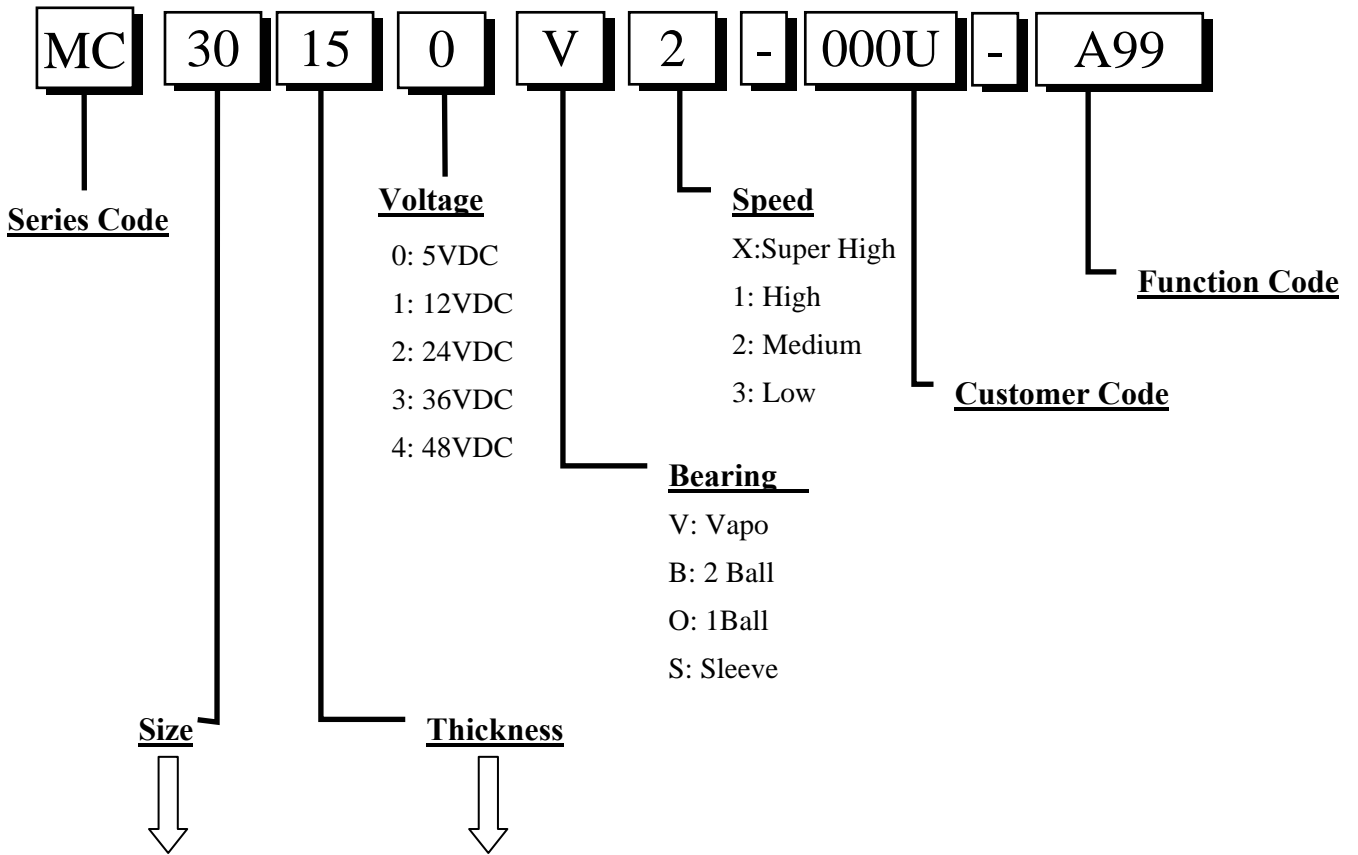 MC 30 15 0 V 2 - 000U - A99
Series Code
Voltage
0: 5VDC
1: 12VDC
2: 24VDC
3: 36VDC
4: 48VDC
Speed
X:Super High
1: High
2: Medium
3: Low
Function Code
Customer Code
Bearing
V: Vapo
B: 2 Ball
O: 1Ball
S: Sleeve
Size
Thickness